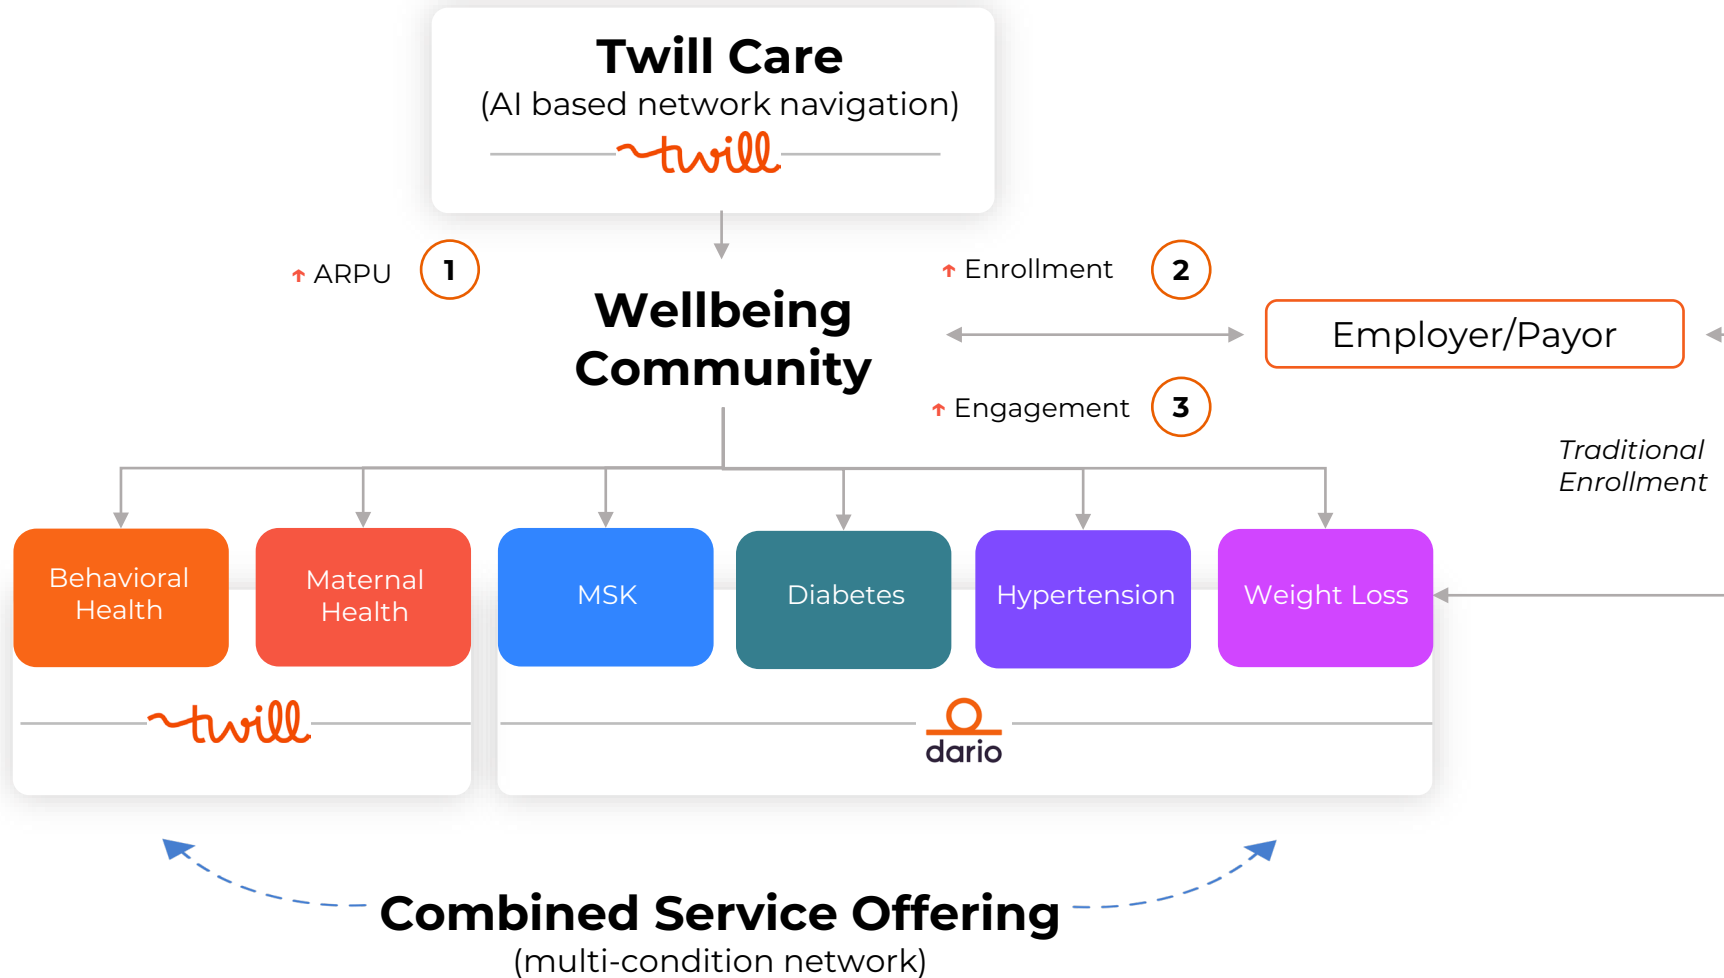 Twill Care
(AI based network navigation)
twill
↑ ARPU
1
↑ Enrollment
2
Wellbeing
Community
Employer/Payor
↑ Engagement
3
Traditional
Enrollment
Behavioral
Health
Maternal
Health
MSK
Diabetes
Hypertension
Weight Loss
twill
dario
Combined Service Offering
(multi-condition network)